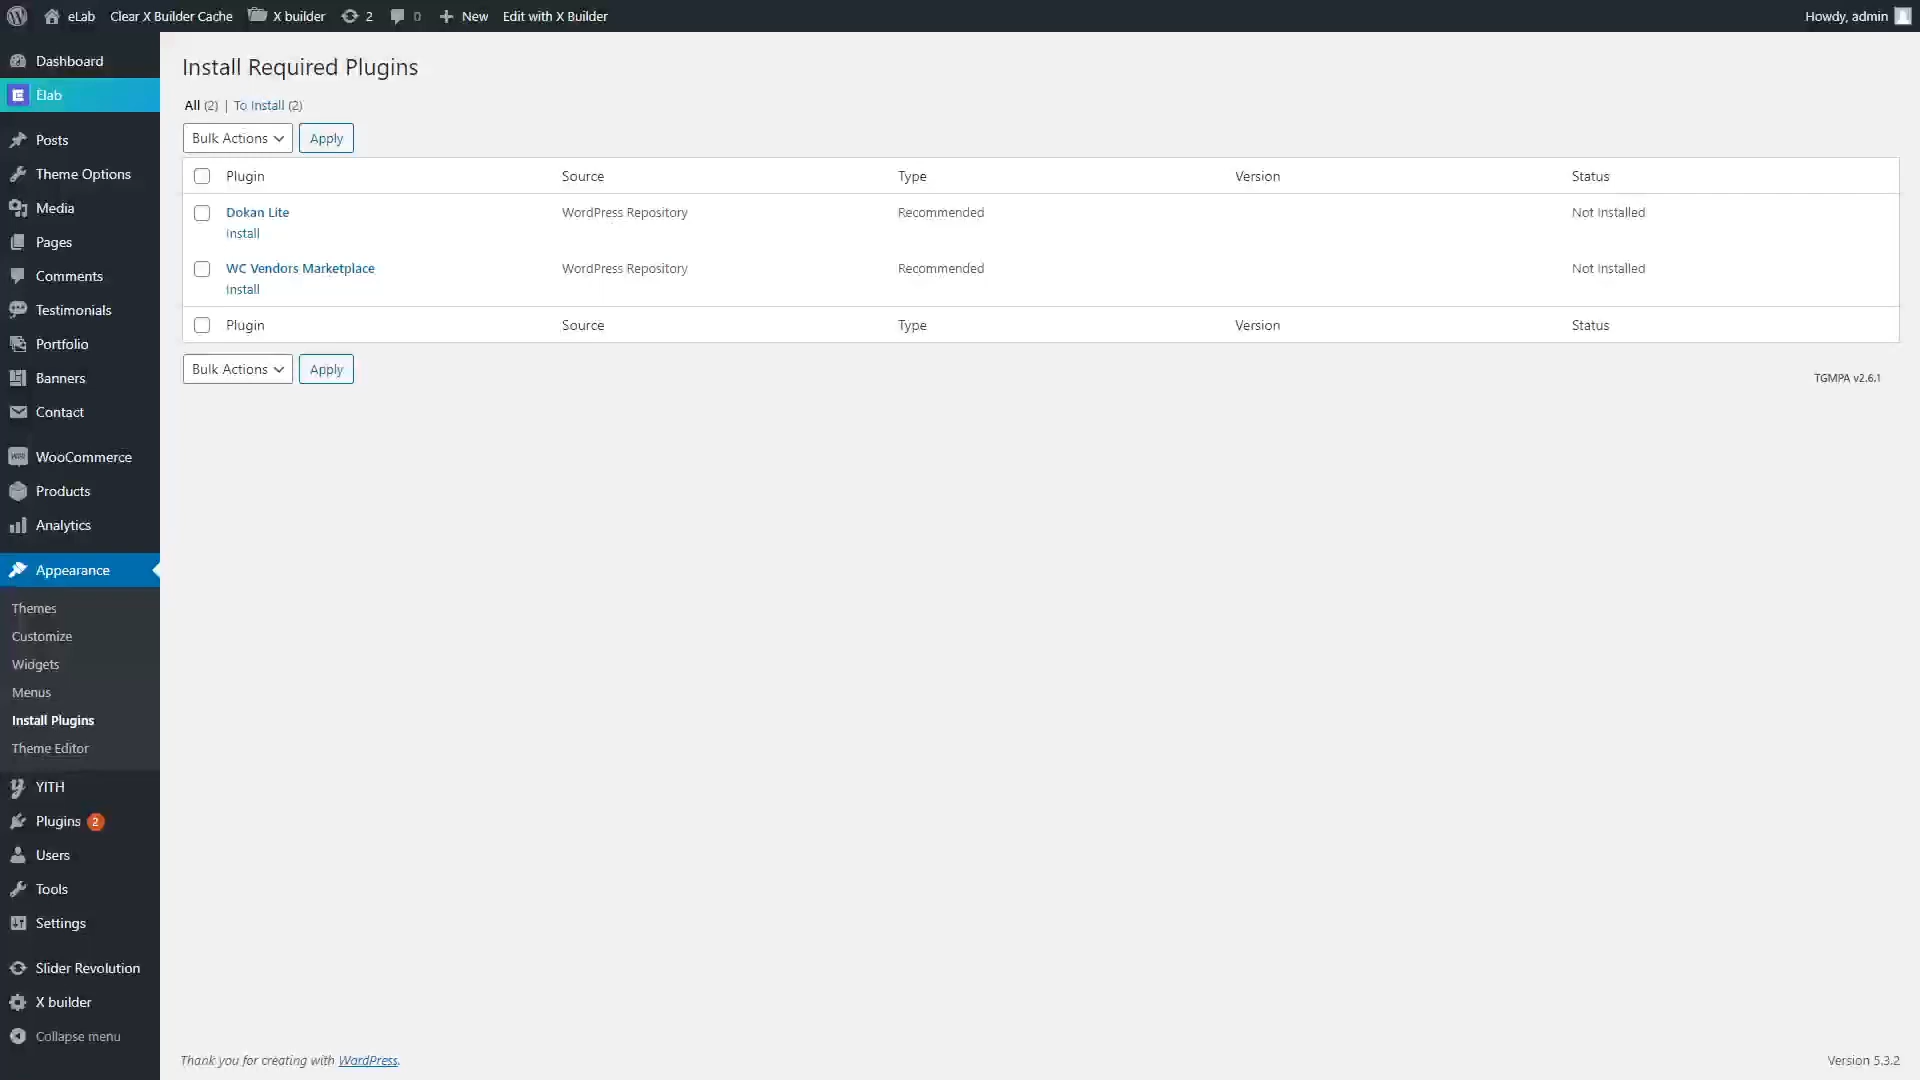 eLab Clear X Builder Cache X builder 2 0 New Edit with X Builder Howdy, admin
Dashboard
Elab
Posts
Theme Options
Media
Pages
Comments
Testimonials
Portfolio
Banners
Contact
WooCommerce
Products
Analytics
Appearance
Themes
Customize
Widgets
Menus
Install Plugins
Theme Editor
YITH
Plugins 2
Users
Tools
Settings
Slider Revolution
X builder
Collapse menu
Install Required Plugins
All (2) | To Install (2)
Bulk Actions Apply
Plugin Source Type Version Status
Dokan Lite WordPress Repository Recommended Not Installed
Install
WC Vendors Marketplace WordPress Repository Recommended Not Installed
Install
Plugin Source Type Version Status
Bulk Actions Apply
TGMPA v2.6.1
Thank you for creating with WordPress. Version 5.3.2